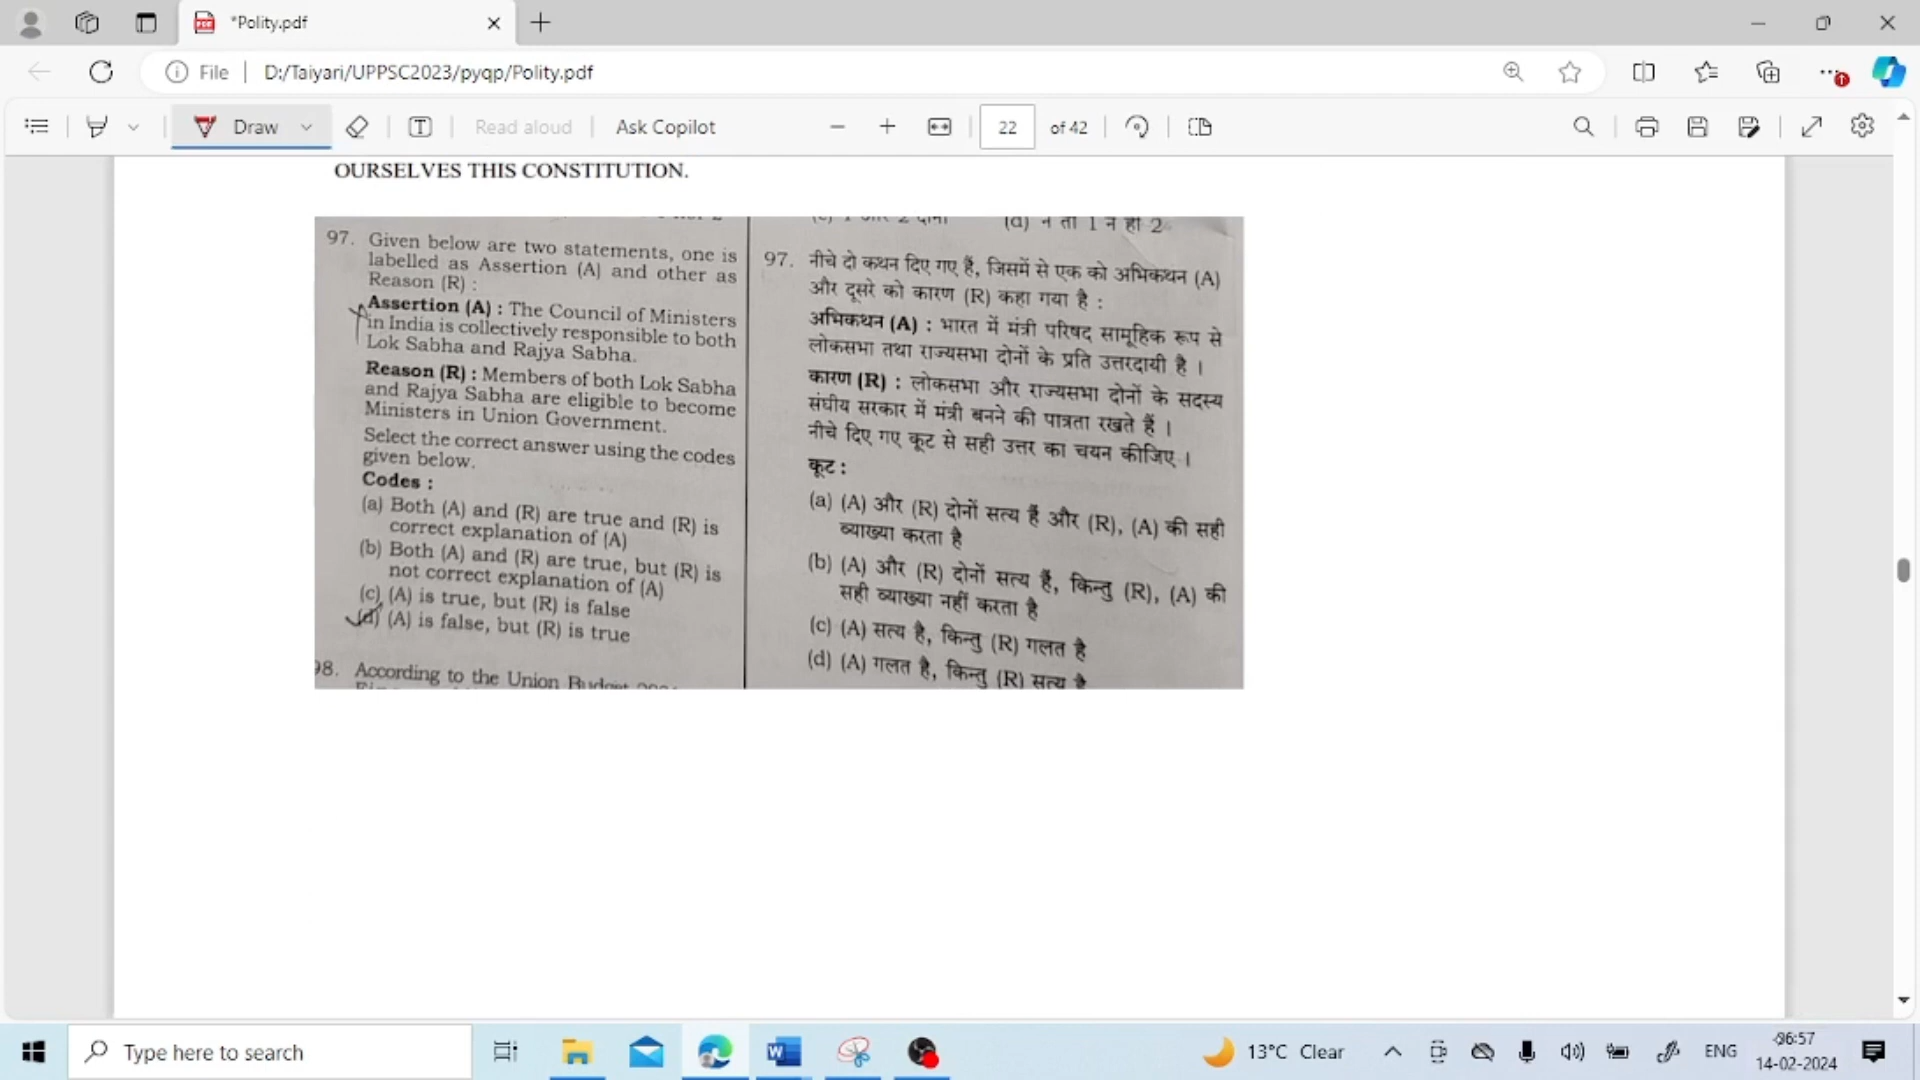 *Polity.pdf
File
D:/Taiyari/UPPSC2023/pyqp/Polity.pdf
Draw
Read aloud
Ask Copilot
22
of 42
OURSELVES THIS CONSTITUTION.
97. Given below are two statements, one is
labelled as Assertion (A) and other as
Reason (R) :
Assertion (A) : The Council of Ministers
in India is collectively responsible to both
Lok Sabha and Rajya Sabha.
Reason (R) : Members of both Lok Sabha
and Rajya Sabha are eligible to become
Ministers in Union Government.
Select the correct answer using the codes
given below.
Codes :
(a) Both (A) and (R) are true and (R) is
correct explanation of (A)
(b) Both (A) and (R) are true, but (R) is
not correct explanation of (A)
(c) (A) is true, but (R) is false
(d) (A) is false, but (R) is true
98. According to the Union Budget
(d) न तो 1 न ही 2
97. नीचे दो कथन दिए गए हैं, जिसमें से एक को अभिकथन (A)
और दूसरे को कारण (R) कहा गया है :
अभिकथन (A) : भारत में मंत्री परिषद सामूहिक रूप से
लोकसभा तथा राज्यसभा दोनों के प्रति उत्तरदायी है ।
कारण (R) : लोकसभा और राज्यसभा दोनों के सदस्य
संघीय सरकार में मंत्री बनने की पात्रता रखते हैं ।
नीचे दिए गए कूट से सही उत्तर का चयन कीजिए ।
कूट :
(a) (A) और (R) दोनों सत्य हैं और (R), (A) की सही
व्याख्या करता है
(b) (A) और (R) दोनों सत्य हैं, किन्तु (R), (A) की
सही व्याख्या नहीं करता है
(c) (A) सत्य है, किन्तु (R) गलत है
(d) (A) गलत है, किन्तु (R) सत्य है
Type here to search
13°C Clear
ENG
06:57
14-02-2024